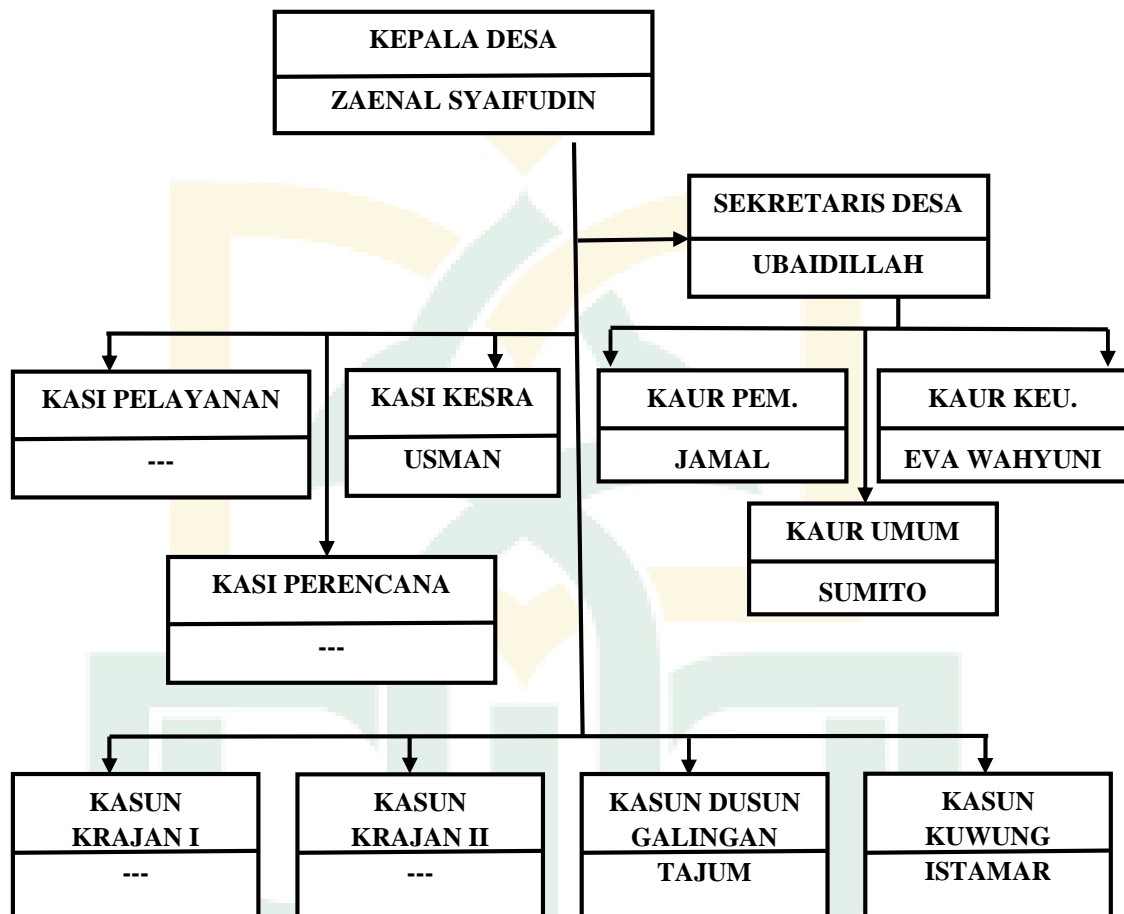 KEPALA DESA
ZAENAL SYAIFUDIN
SEKRETARIS DESA
UBAIDILLAH
KASI PELAYANAN
---
KASI KESRA
USMAN
KAUR PEM.
JAMAL
KAUR KEU.
EVA WAHYUNI
KAUR UMUM
SUMITO
KASI PERENCANA
---
KASUN
KRAJAN I
---
KASUN
KRAJAN II
---
KASUN DUSUN
GALINGAN
TAJUM
KASUN
KUWUNG
ISTAMAR